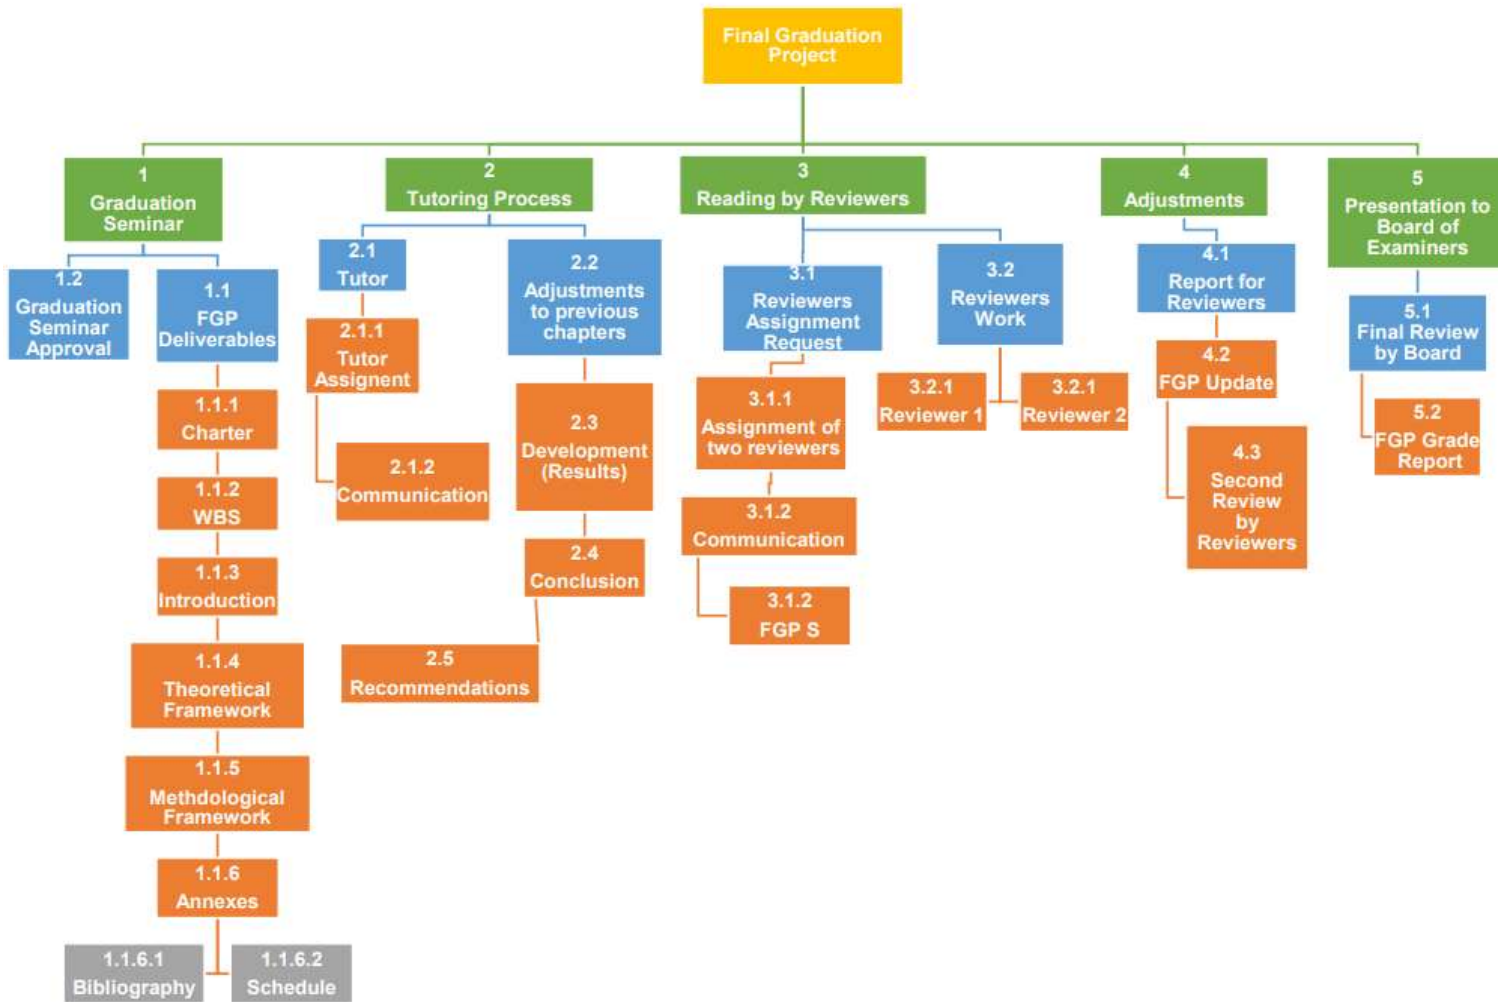 Final Graduation
Project
1
Graduation
Seminar
2
Tutoring Process
3
Reading by Reviewers
4
Adjustments
5
Presentation to
Board of
Examiners
1.2
Graduation
Seminar
Approval
1.1
FGP
Deliverables
1.1.1
Charter
1.1.2
WBS
1.1.3
Introduction
1.1.4
Theoretical
Framework
1.1.5
Methdological
Framework
1.1.6
Annexes
1.1.6.1
Bibliography
1.1.6.2
Schedule
2.1
Tutor
2.1.1
Tutor
Assignent
2.1.2
Communication
2.2
Adjustments
to previous
chapters
2.3
Development
(Results)
2.4
Conclusion
2.5
Recommendations
3.1
Reviewers
Assignment
Request
3.1.1
Assignment of
two reviewers
3.1.2
Communication
3.1.2
FGP S
3.2
Reviewers
Work
3.2.1
Reviewer 1
3.2.1
Reviewer 2
4.1
Report for
Reviewers
4.2
FGP Update
4.3
Second
Review
by
Reviewers
5.1
Final Review
by Board
5.2
FGP Grade
Report